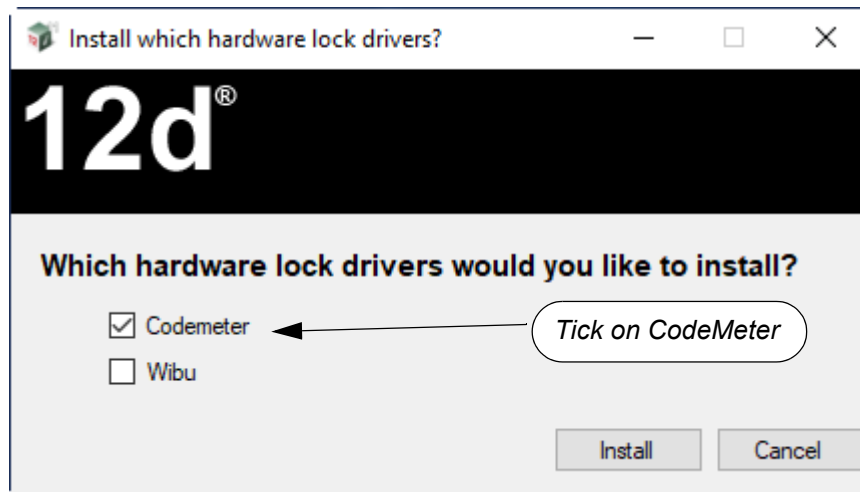 Install which hardware lock drivers?
12d®
Which hardware lock drivers would you like to install?
Codemeter
Tick on CodeMeter
Wibu
Install
Cancel